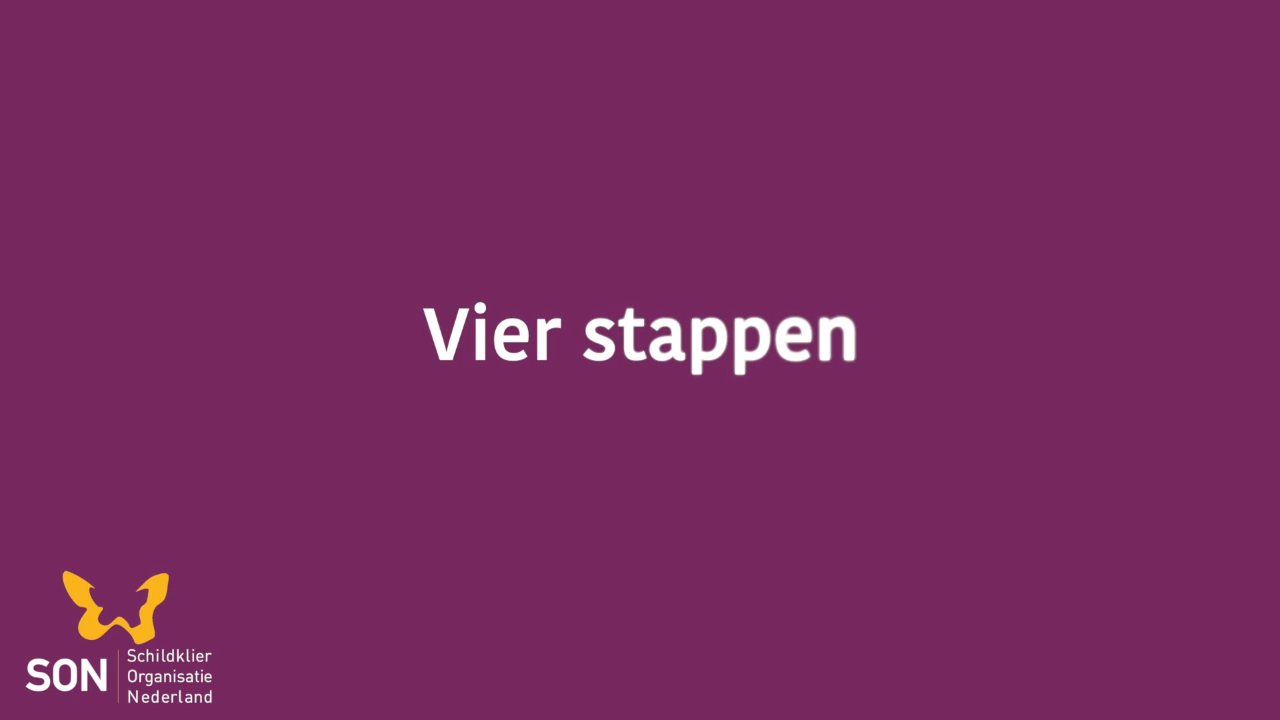 Vier stappen
SON
Schildklier
Organisatie
Nederland